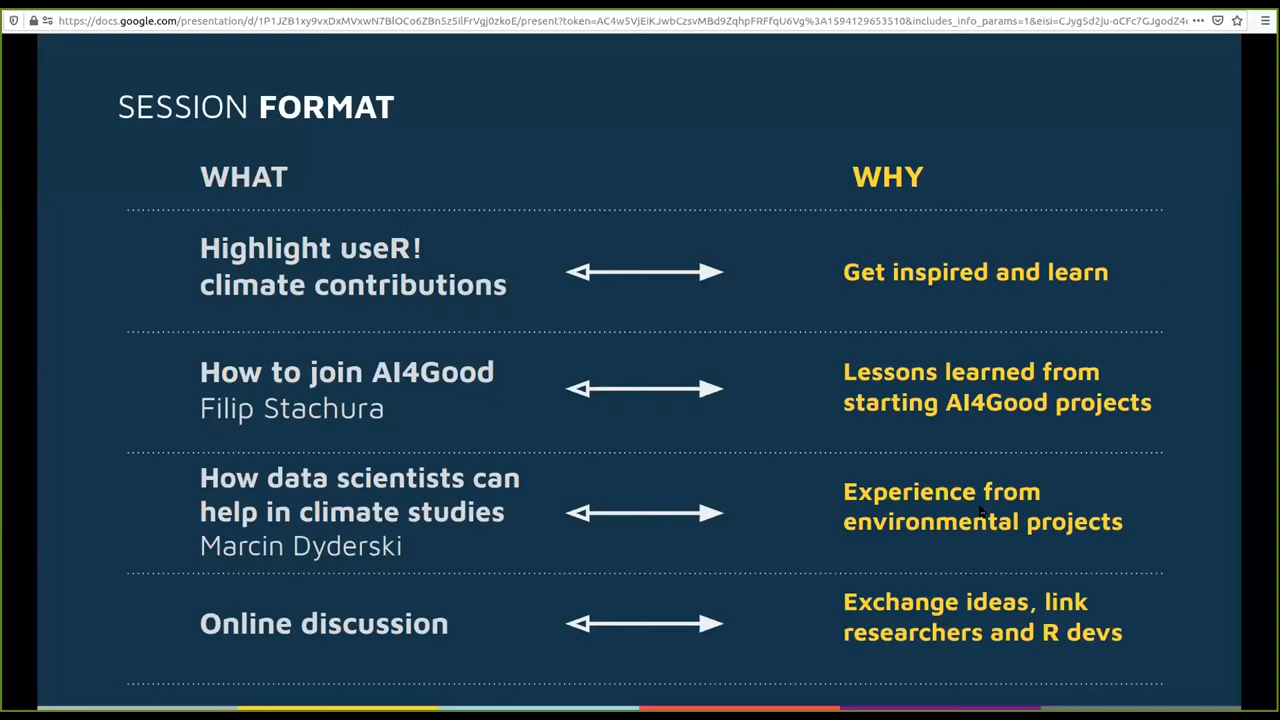 SESSION FORMAT
WHAT
WHY
Highlight useR!
climate contributions
Get inspired and learn
How to join AI4Good
Filip Stachura
Lessons learned from
starting AI4Good projects
How data scientists can
help in climate studies
Marcin Dyderski
Experience from
environmental projects
Online discussion
Exchange ideas, link
researchers and R devs